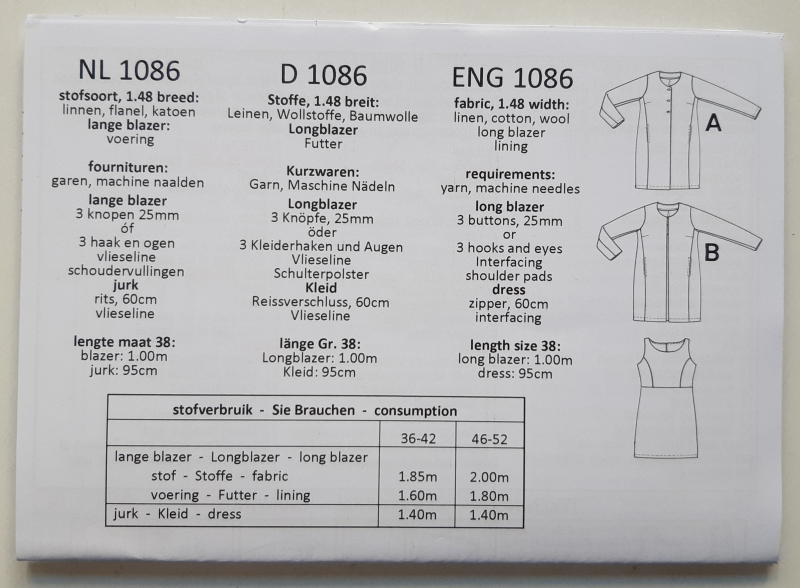 NL 1086
stofsoort, 1.48 breed:
linnen, flanel, katoen
lange blazer:
voering
fournituren:
garen, machine naalden
lange blazer
3 knopen 25mm
óf
3 haak en ogen
vlieseline
schoudervullingen
jurk
rits, 60cm
vlieseline
lengte maat 38:
blazer: 1.00m
jurk: 95cm
D 1086
Stoffe, 1.48 breit:
Leinen, Wollstoffe, Baumwolle
Longblazer
Futter
Kurzwaren:
Garn, Maschine Nädeln
Longblazer
3 Knöpfe, 25mm
öder
3 Kleiderhaken und Augen
Vlieseline
Schulterpolster
Kleid
Reissverschluss, 60cm
Vlieseline
länge Gr. 38:
Longblazer: 1.00m
Kleid: 95cm
ENG 1086
fabric, 1.48 width:
linen, cotton, wool
long blazer
lining
requirements:
yarn, machine needles
long blazer
3 buttons, 25mm
or
3 hooks and eyes
Interfacing
shoulder pads
dress
zipper, 60cm
interfacing
length size 38:
long blazer: 1.00m
dress: 95cm
A
B
stofverbruik - Sie Brauchen - consumption
36-42 46-52
lange blazer - Longblazer - long blazer
stof - Stoffe - fabric 1.85m 2.00m
voering - Futter - lining 1.60m 1.80m
jurk - Kleid - dress 1.40m 1.40m